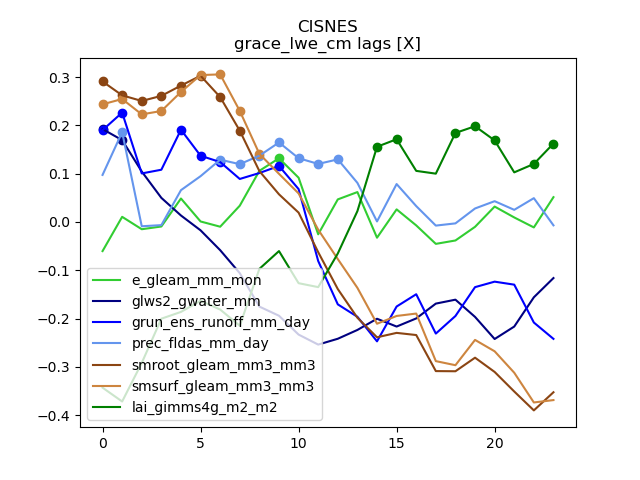 CISNES
grace_lwe_cm lags [X]
0.3
0.2
0.1
0.0
−0.1
−0.2
−0.3
−0.4
e_gleam_mm_mon
glws2_gwater_mm
grun_ens_runoff_mm_day
prec_fldas_mm_day
smroot_gleam_mm3_mm3
smsurf_gleam_mm3_mm3
lai_gimms4g_m2_m2
0 5 10 15 20